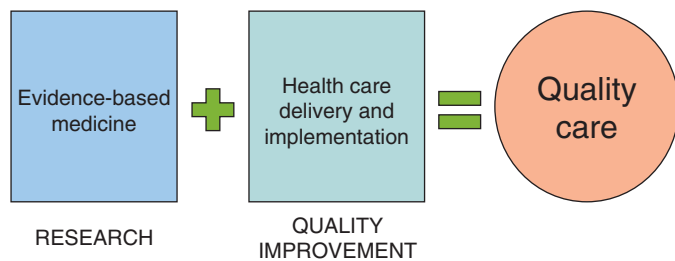 Evidence-based
medicine
Health care
delivery and
implementation
Quality
care
RESEARCH
QUALITY
IMPROVEMENT